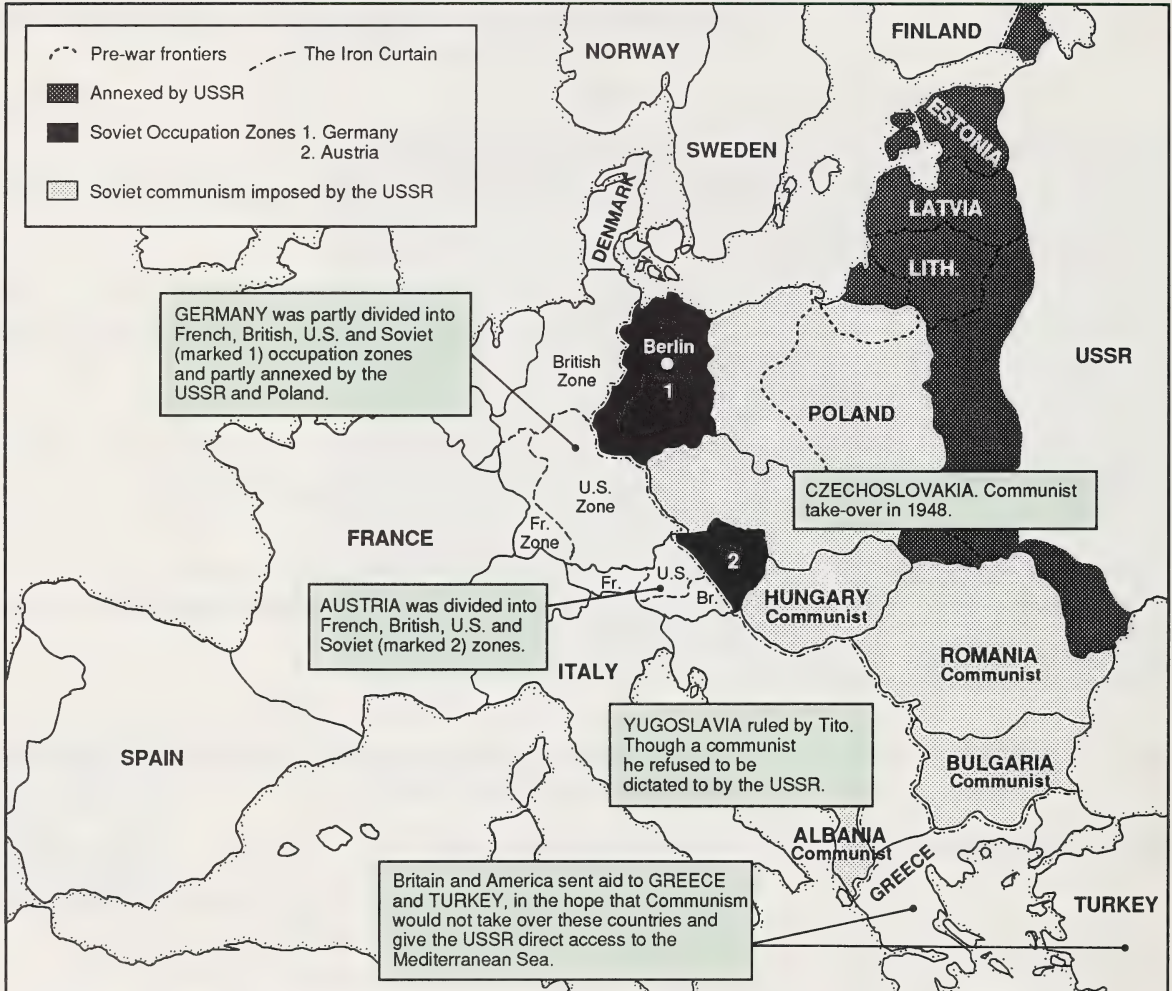 Pre-war frontiers
The Iron Curtain
Annexed by USSR
Soviet Occupation Zones 1. Germany
2. Austria
Soviet communism imposed by the USSR
NORWAY
FINLAND
SWEDEN
DENMARK
ESTONIA
LATVIA
LITH.
USSR
GERMANY was partly divided into
French, British, U.S. and Soviet
(marked 1) occupation zones
and partly annexed by the
USSR and Poland.
British
Zone
Berlin
1
POLAND
U.S.
Zone
Fr.
Zone
CZECHOSLOVAKIA. Communist
take-over in 1948.
FRANCE
2
Fr.
U.S.
Br.
HUNGARY
Communist
AUSTRIA was divided into
French, British, U.S. and
Soviet (marked 2) zones.
ITALY
ROMANIA
Communist
YUGOSLAVIA ruled by Tito.
Though a communist
he refused to be
dictated to by the USSR.
SPAIN
BULGARIA
Communist
ALBANIA
Communist
GREECE
Britain and America sent aid to GREECE
and TURKEY, in the hope that Communism
would not take over these countries and
give the USSR direct access to the
Mediterranean Sea.
TURKEY